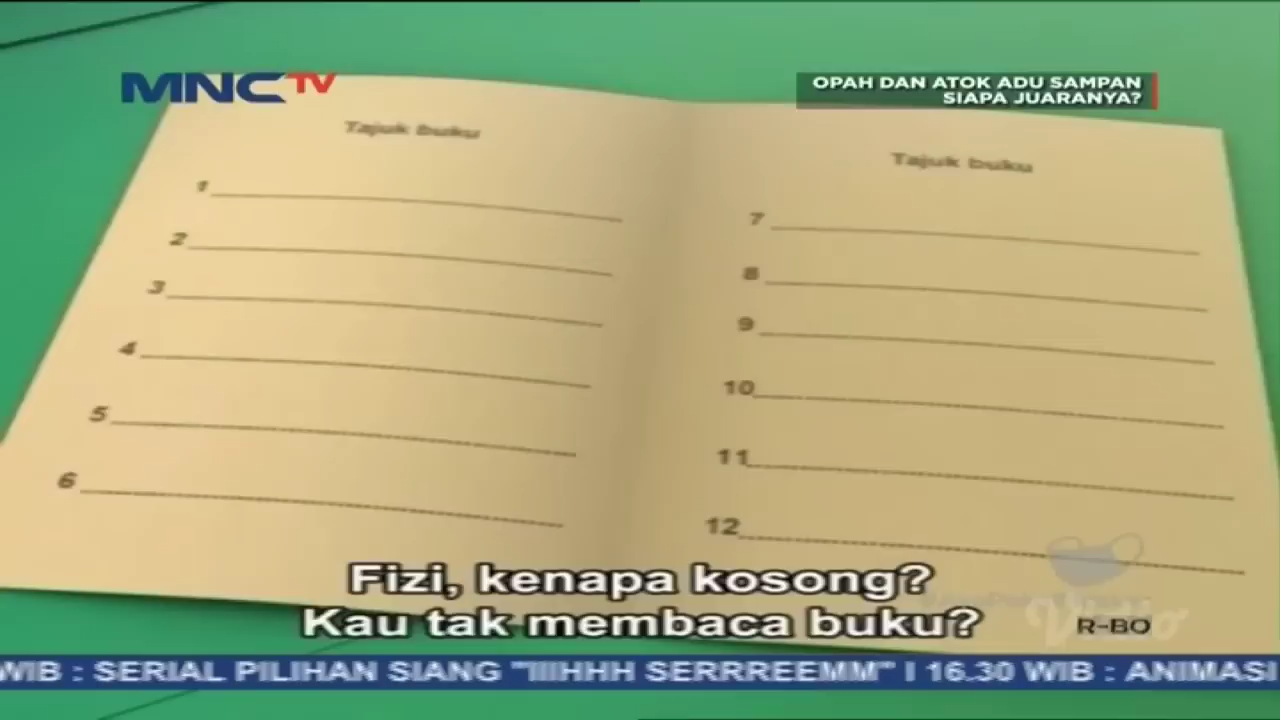 MNCTV
OPAH DAN ATOK ADU SAMPAN
SIAPA JUARANYA?
Tajuk buku
1
2
3
4
5
6
Tajuk buku
7
8
9
10
11
12
Fizi, kenapa kosong?
Kau tak membaca buku?
Vidio
R-BO
WIB : SERIAL PILIHAN SIANG "IIIHHH SERRREEMM" I 16.30 WIB : ANIMASI